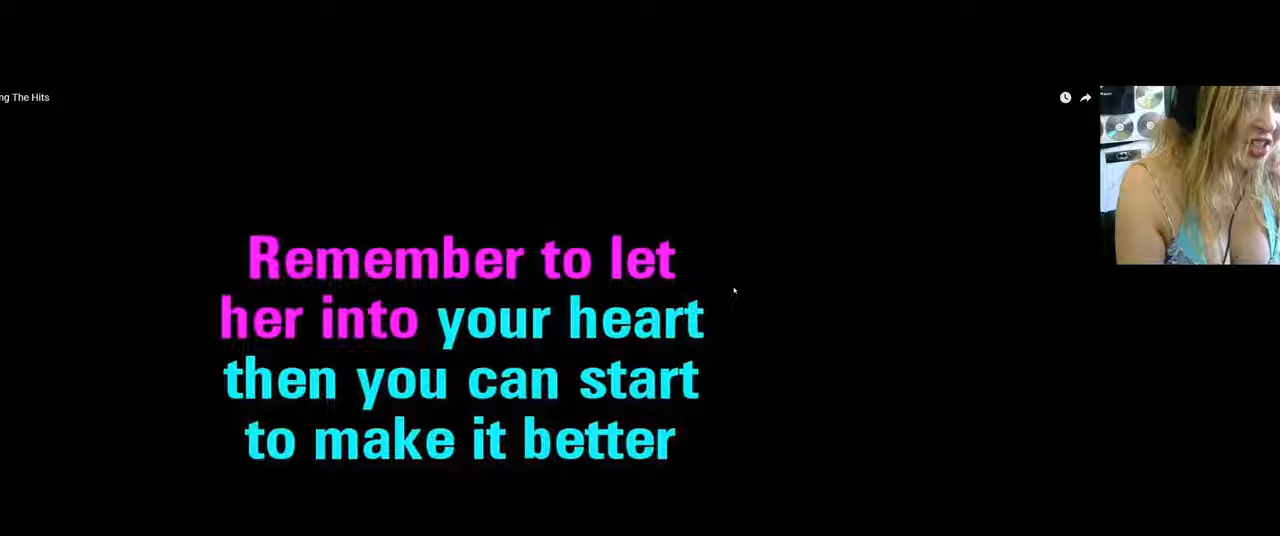 ng The Hits
Remember to let
her into your heart
then you can start
to make it better